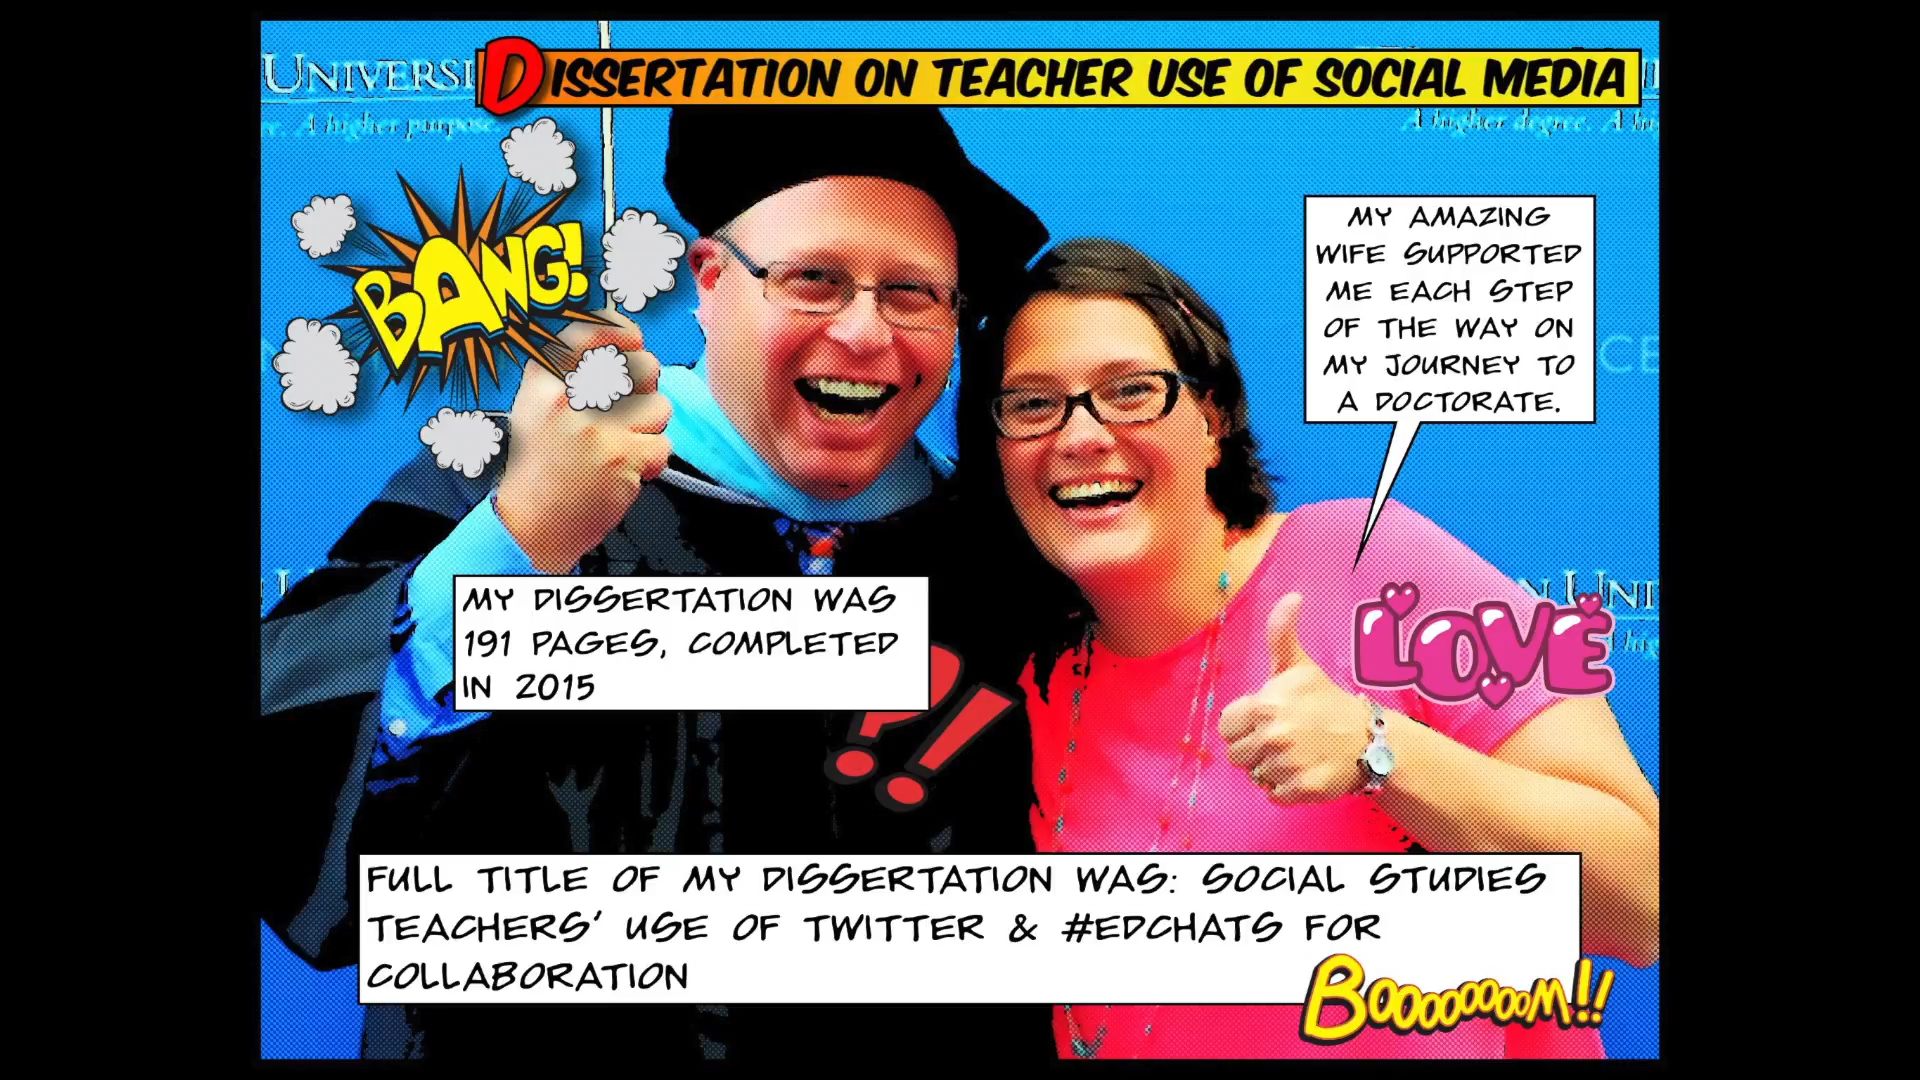 UNIVERSI
DISSERTATION ON TEACHER USE OF SOCIAL MEDIA
A higher purpose.
A higher degree. A
BANG!
MY AMAZING
WIFE SUPPORTED
ME EACH STEP
OF THE WAY ON
MY JOURNEY TO
A DOCTORATE.
CE
MY DISSERTATION WAS
191 PAGES, COMPLETED
IN 2015
?!
N UNI
LOVE
FULL TITLE OF MY DISSERTATION WAS: SOCIAL STUDIES
TEACHERS' USE OF TWITTER & #EDCHATS FOR
COLLABORATION
BOOOOOOOOM!!